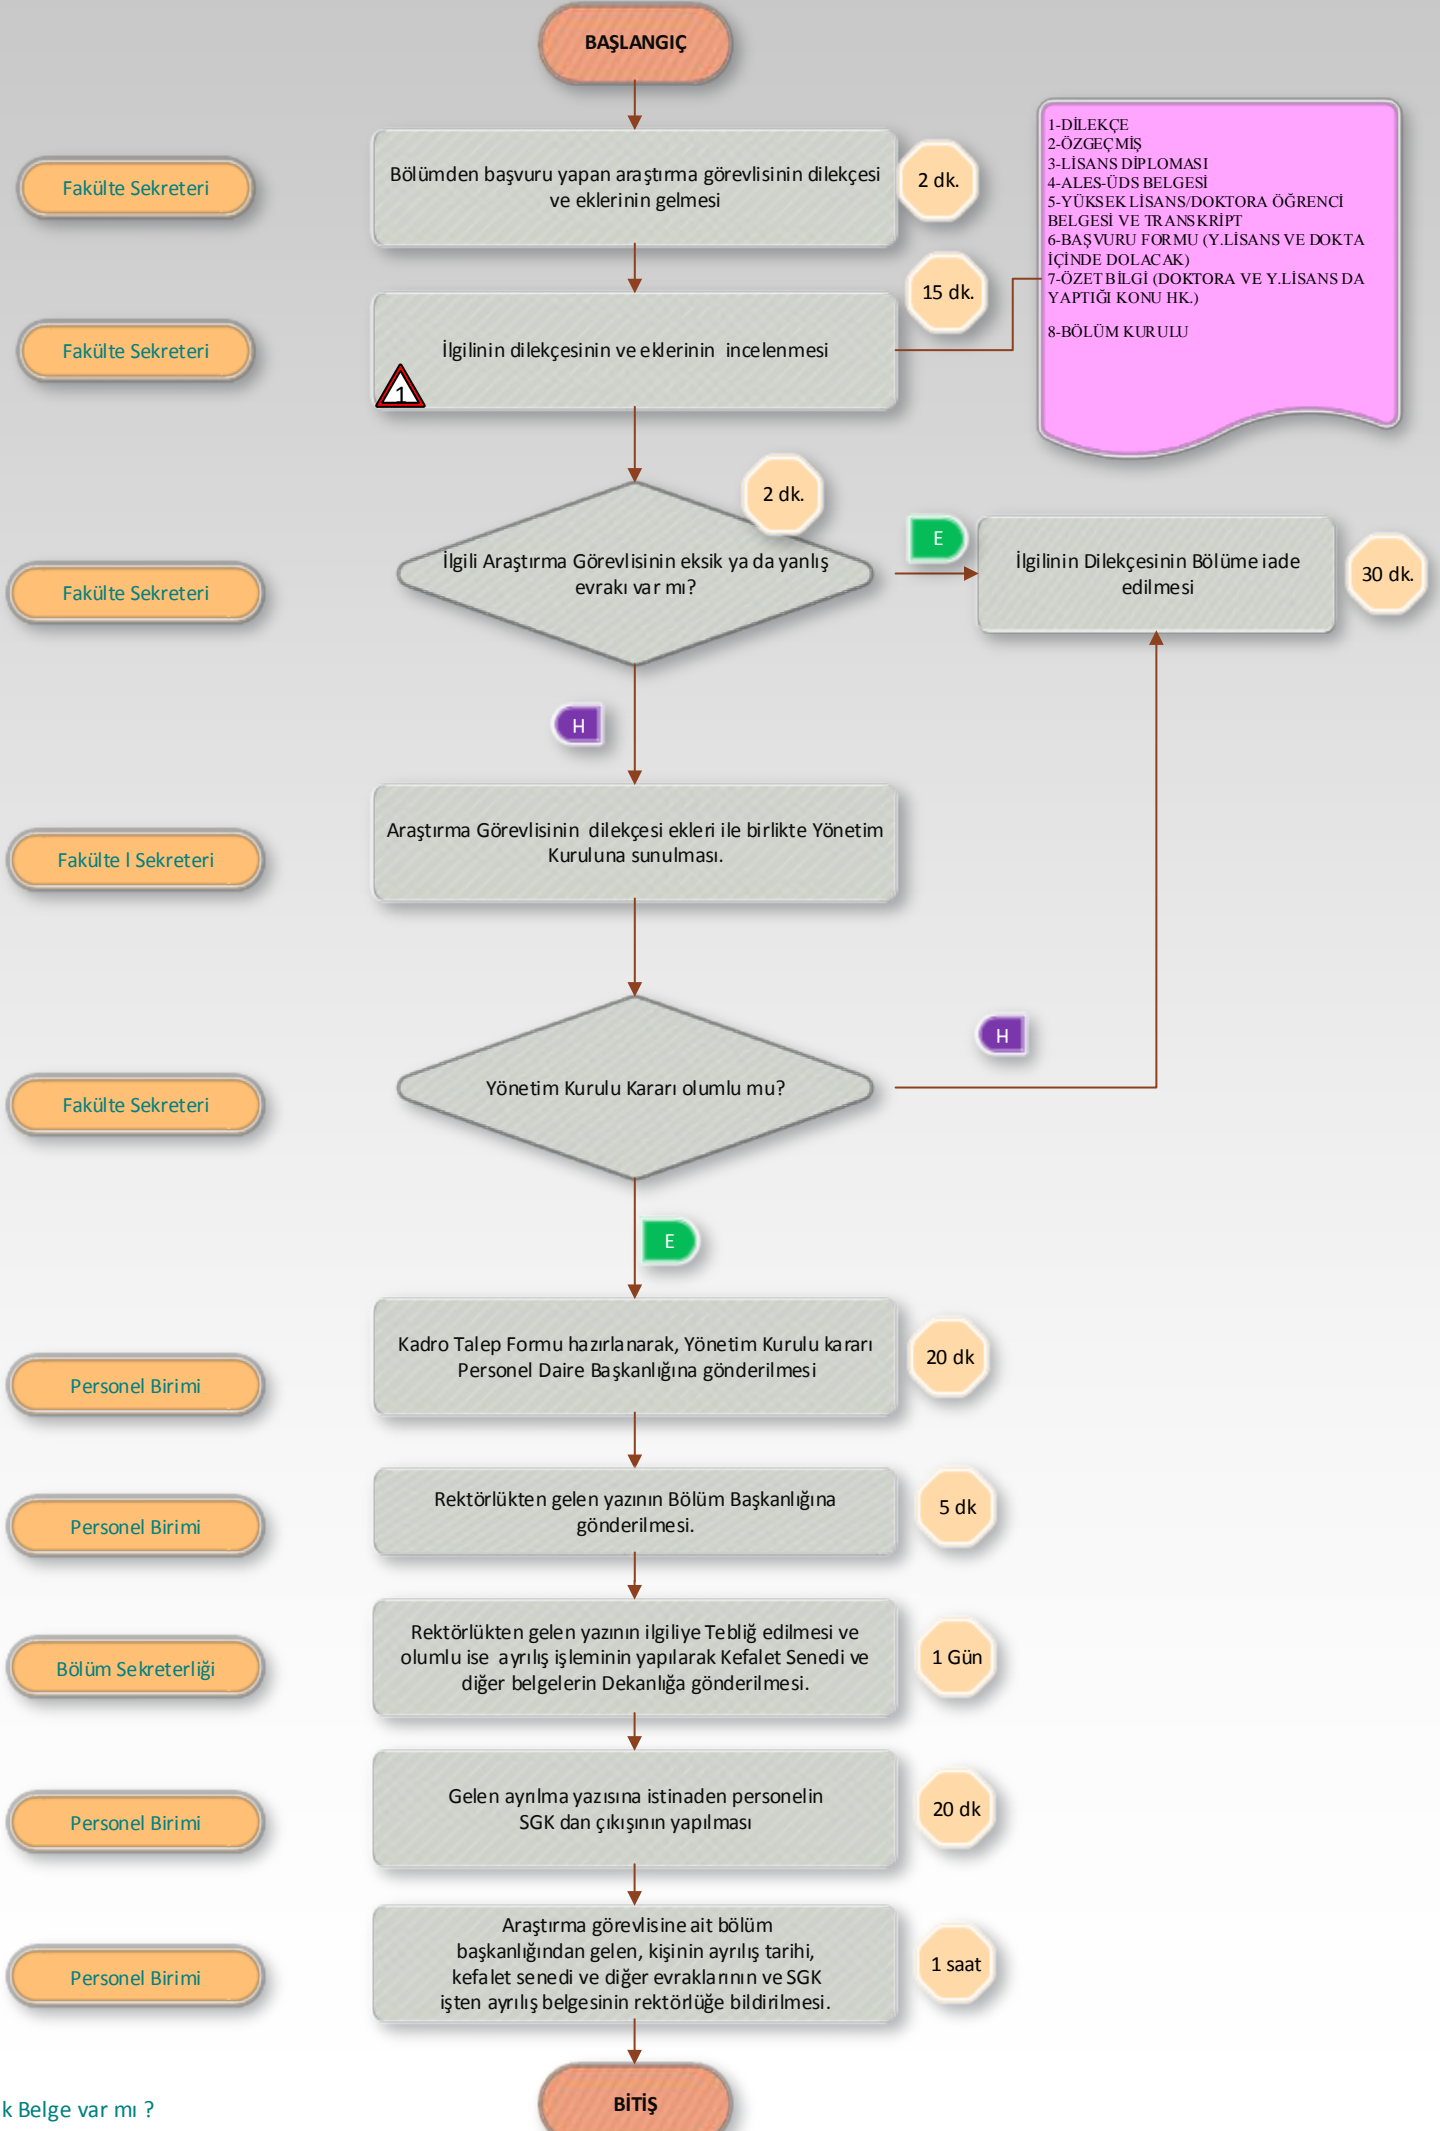 BAŞLANGIÇ
Fakülte Sekreteri
Bölümden başvuru yapan araştırma görevlisinin dilekçesi
ve eklerinin gelmesi
2 dk.
1-DİLEKÇE
2-ÖZGEÇMİŞ
3-LİSANS DİPLOMASI
4-ALES-ÜDS BELGESİ
5-YÜKSEK LİSANS/DOKTORA ÖĞRENCİ
BELGESİ VE TRANSKRİPT
6-BAŞVURU FORMU (Y.LİSANS VE DOKTA
İÇİNDE DOLACAK)
7-ÖZET BİLGİ (DOKTORA VE Y.LİSANS DA
YAPTIĞI KONU HK.)
8-BÖLÜM KURULU
Fakülte Sekreteri
İlgilinin dilekçesinin ve eklerinin incelenmesi
1
15 dk.
Fakülte Sekreteri
İlgili Araştırma Görevlisinin eksik ya da yanlış
evrakı var mı?
2 dk.
E
İlgilinin Dilekçesinin Bölüme iade
edilmesi
30 dk.
H
Fakülte l Sekreteri
Araştırma Görevlisinin dilekçesi ekleri ile birlikte Yönetim
Kuruluna sunulması.
Fakülte Sekreteri
Yönetim Kurulu Kararı olumlu mu?
H
E
Personel Birimi
Kadro Talep Formu hazırlanarak, Yönetim Kurulu kararı
Personel Daire Başkanlığına gönderilmesi
20 dk
Personel Birimi
Rektörlükten gelen yazının Bölüm Başkanlığına
gönderilmesi.
5 dk
Bölüm Sekreterliği
Rektörlükten gelen yazının ilgiliye Tebliğ edilmesi ve
olumlu ise ayrılış işleminin yapılarak Kefalet Senedi ve
diğer belgelerin Dekanlığa gönderilmesi.
1 Gün
Personel Birimi
Gelen ayrılma yazısına istinaden personelin
SGK dan çıkışının yapılması
20 dk
Personel Birimi
Araştırma görevlisine ait bölüm
başkanlığından gelen, kişinin ayrılış tarihi,
kefalet senedi ve diğer evraklarının ve SGK
işten ayrılış belgesinin rektörlüğe bildirilmesi.
1 saat
BİTİŞ
k Belge var mı ?